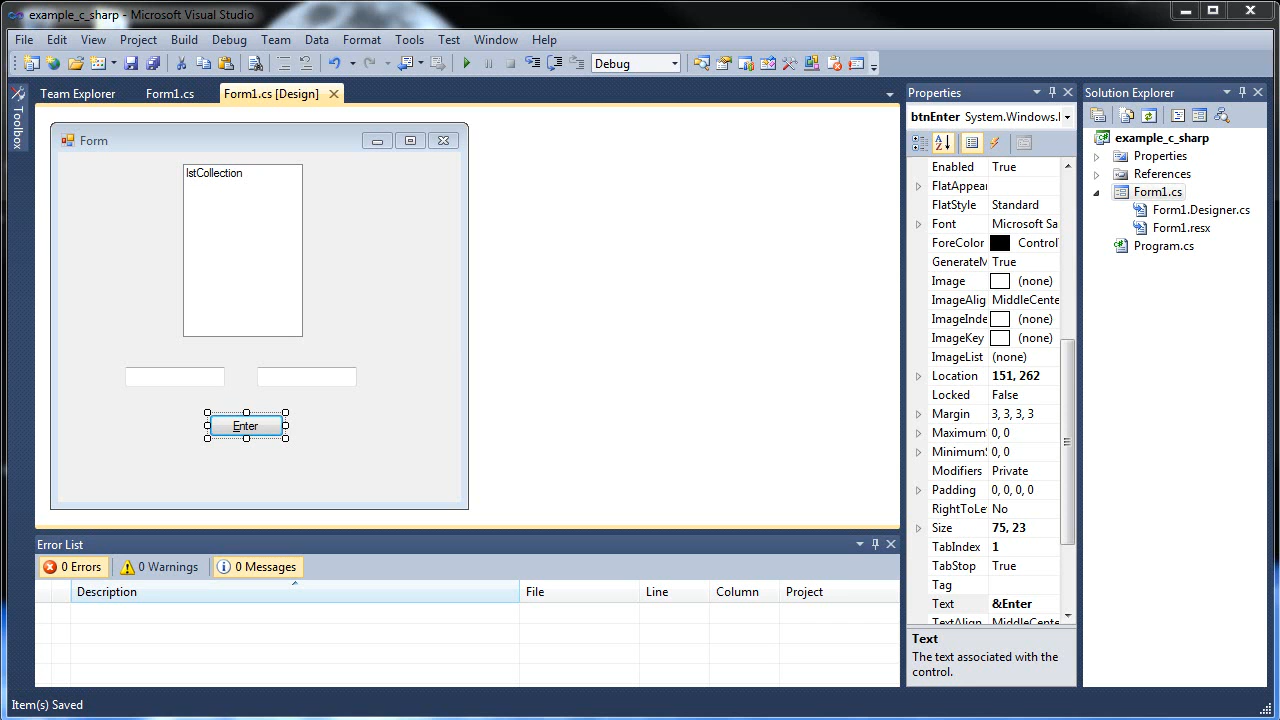 example_c_sharp - Microsoft Visual Studio
File Edit View Project Build Debug Team Data Format Tools Test Window Help
Debug
Toolbox
Team Explorer Form1.cs Form1.cs [Design]
Form
lstCollection
Enter
Error List
0 Errors 0 Warnings 0 Messages
Description File Line Column Project
Item(s) Saved
Properties
btnEnter System.Windows.
Enabled True
FlatAppear
FlatStyle Standard
Font Microsoft Sa
ForeColor Control
GenerateM True
Image (none)
ImageAlig MiddleCente
ImageInde (none)
ImageKey (none)
ImageList (none)
Location 151, 262
Locked False
Margin 3, 3, 3, 3
Maximum 0, 0
MinimumS 0, 0
Modifiers Private
Padding 0, 0, 0, 0
RightToLe No
Size 75, 23
TabIndex 1
TabStop True
Tag
Text &Enter
TextAlign MiddleCente
Text
The text associated with the
control.
Solution Explorer
example_c_sharp
Properties
References
Form1.cs
Form1.Designer.cs
Form1.resx
Program.cs